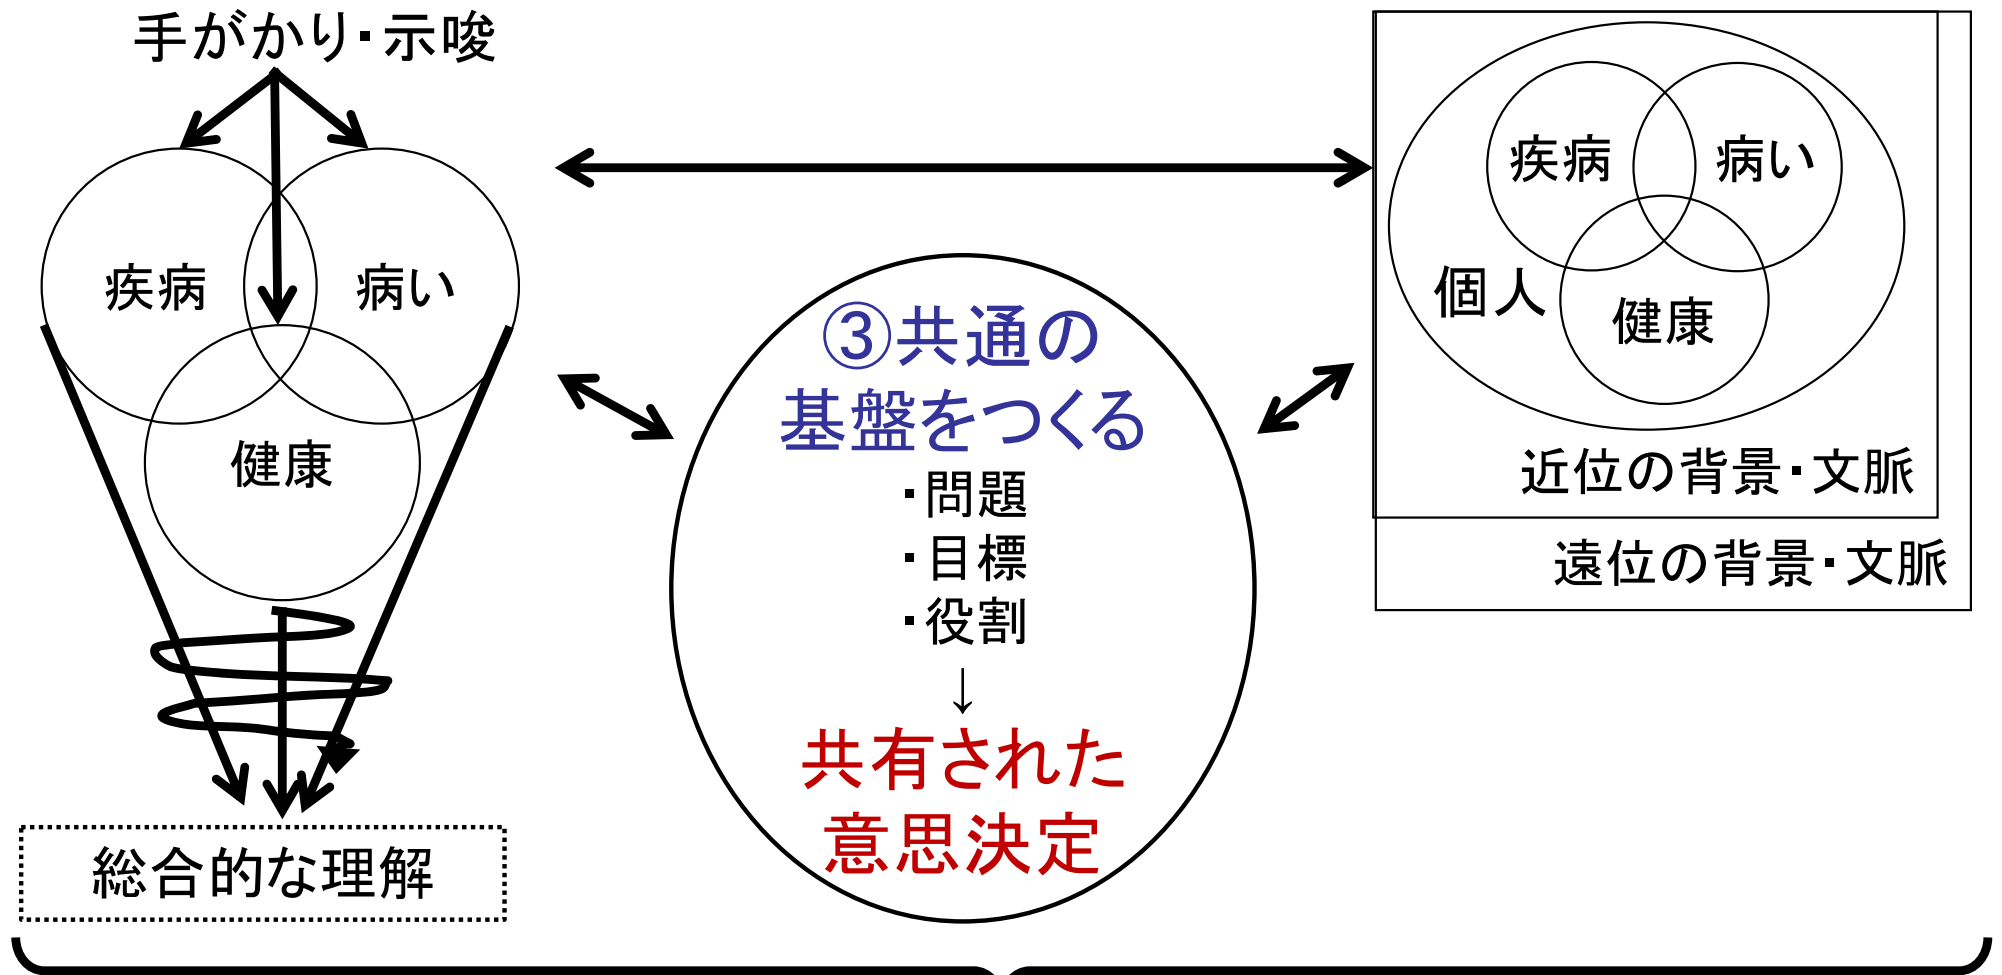 手がかり・示唆
疾病
病い
健康
総合的な理解
③共通の
基盤をつくる
・問題
・目標
・役割
↓
共有された
意思決定
疾病
病い
個人
健康
近位の背景・文脈
遠位の背景・文脈